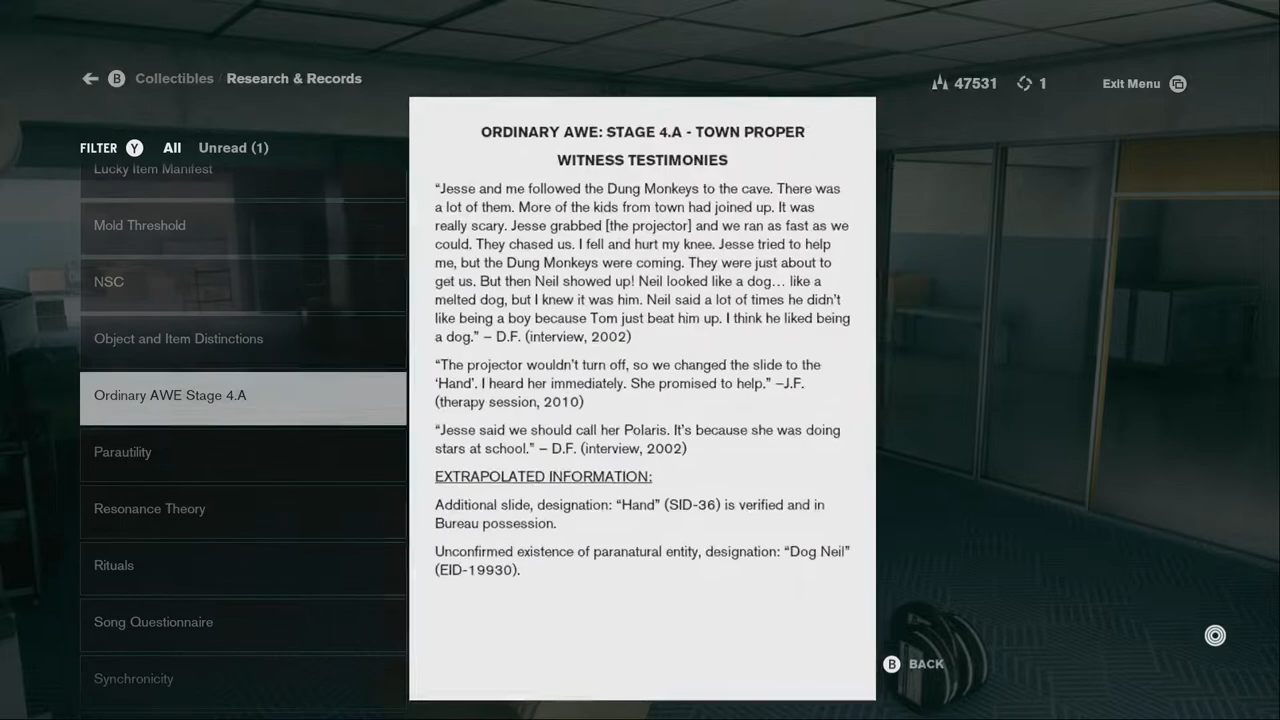 B Collectibles / Research & Records
47531 1 Exit Menu
FILTER Y All Unread (1)
Lucky Item Manifest
Mold Threshold
NSC
Object and Item Distinctions
Ordinary AWE Stage 4.A
Parautility
Resonance Theory
Rituals
Song Questionnaire
Synchronicity
ORDINARY AWE: STAGE 4.A - TOWN PROPER
WITNESS TESTIMONIES
“Jesse and me followed the Dung Monkeys to the cave. There was
a lot of them. More of the kids from town had joined up. It was
really scary. Jesse grabbed [the projector] and we ran as fast as we
could. They chased us. I fell and hurt my knee. Jesse tried to help
me, but the Dung Monkeys were coming. They were just about to
get us. But then Neil showed up! Neil looked like a dog… like a
melted dog, but I knew it was him. Neil said a lot of times he didn’t
like being a boy because Tom just beat him up. I think he liked being
a dog.” – D.F. (interview, 2002)
“The projector wouldn’t turn off, so we changed the slide to the
‘Hand’. I heard her immediately. She promised to help.” –J.F.
(therapy session, 2010)
“Jesse said we should call her Polaris. It’s because she was doing
stars at school.” – D.F. (interview, 2002)
EXTRAPOLATED INFORMATION:
Additional slide, designation: “Hand” (SID-36) is verified and in
Bureau possession.
Unconfirmed existence of paranatural entity, designation: “Dog Neil”
(EID-19930).
B BACK